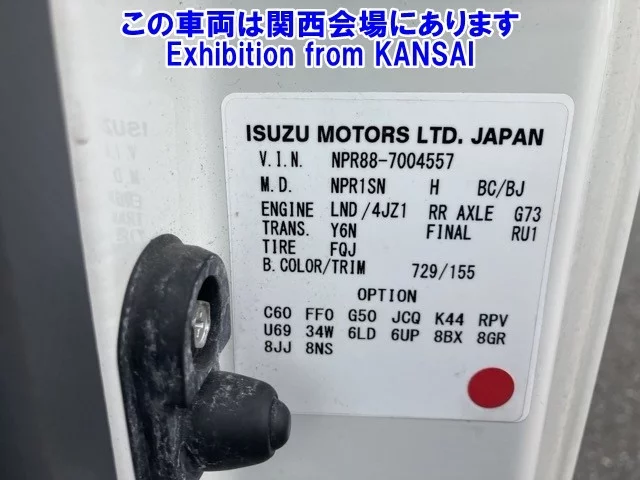 この車両は関西会場にあります
Exhibition from KANSAI
ISUZU MOTORS LTD. JAPAN
V.I.N. NPR88-7004557
M.D. NPR1SN H BC/BJ
ENGINE LND/4JZ1 RR AXLE G73
TRANS. Y6N FINAL RU1
TIRE FQJ
B.COLOR/TRIM 729/155
OPTION
C60 FF0 G50 JCQ K44 RPV
U69 34W 6LD 6UP 8BX 8GR
8JJ 8NS